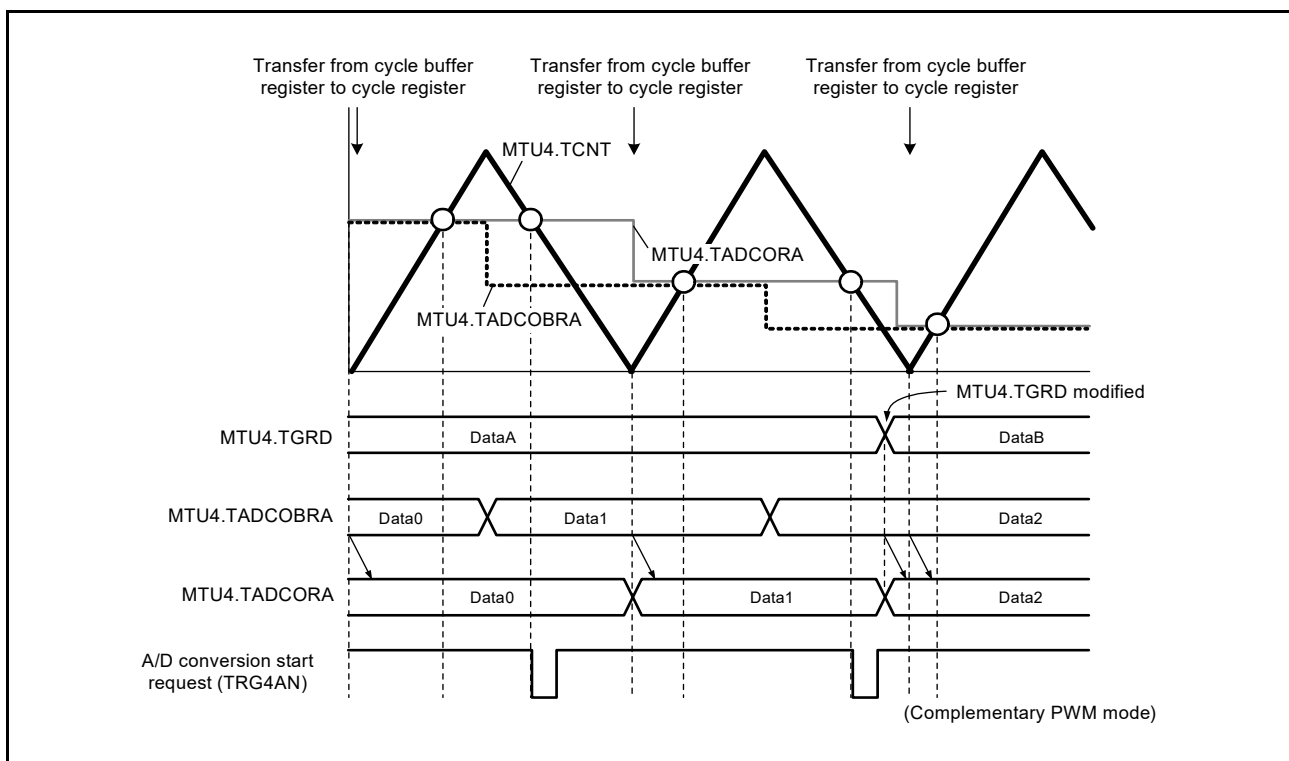 Transfer from cycle buffer
register to cycle register
Transfer from cycle buffer
register to cycle register
Transfer from cycle buffer
register to cycle register
MTU4.TCNT
MTU4.TADCORA
MTU4.TADCOBRA
MTU4.TGRD modified
MTU4.TGRD
DataA
DataB
MTU4.TADCOBRA
Data0
Data1
Data2
MTU4.TADCORA
Data0
Data1
Data2
A/D conversion start
request (TRG4AN)
(Complementary PWM mode)